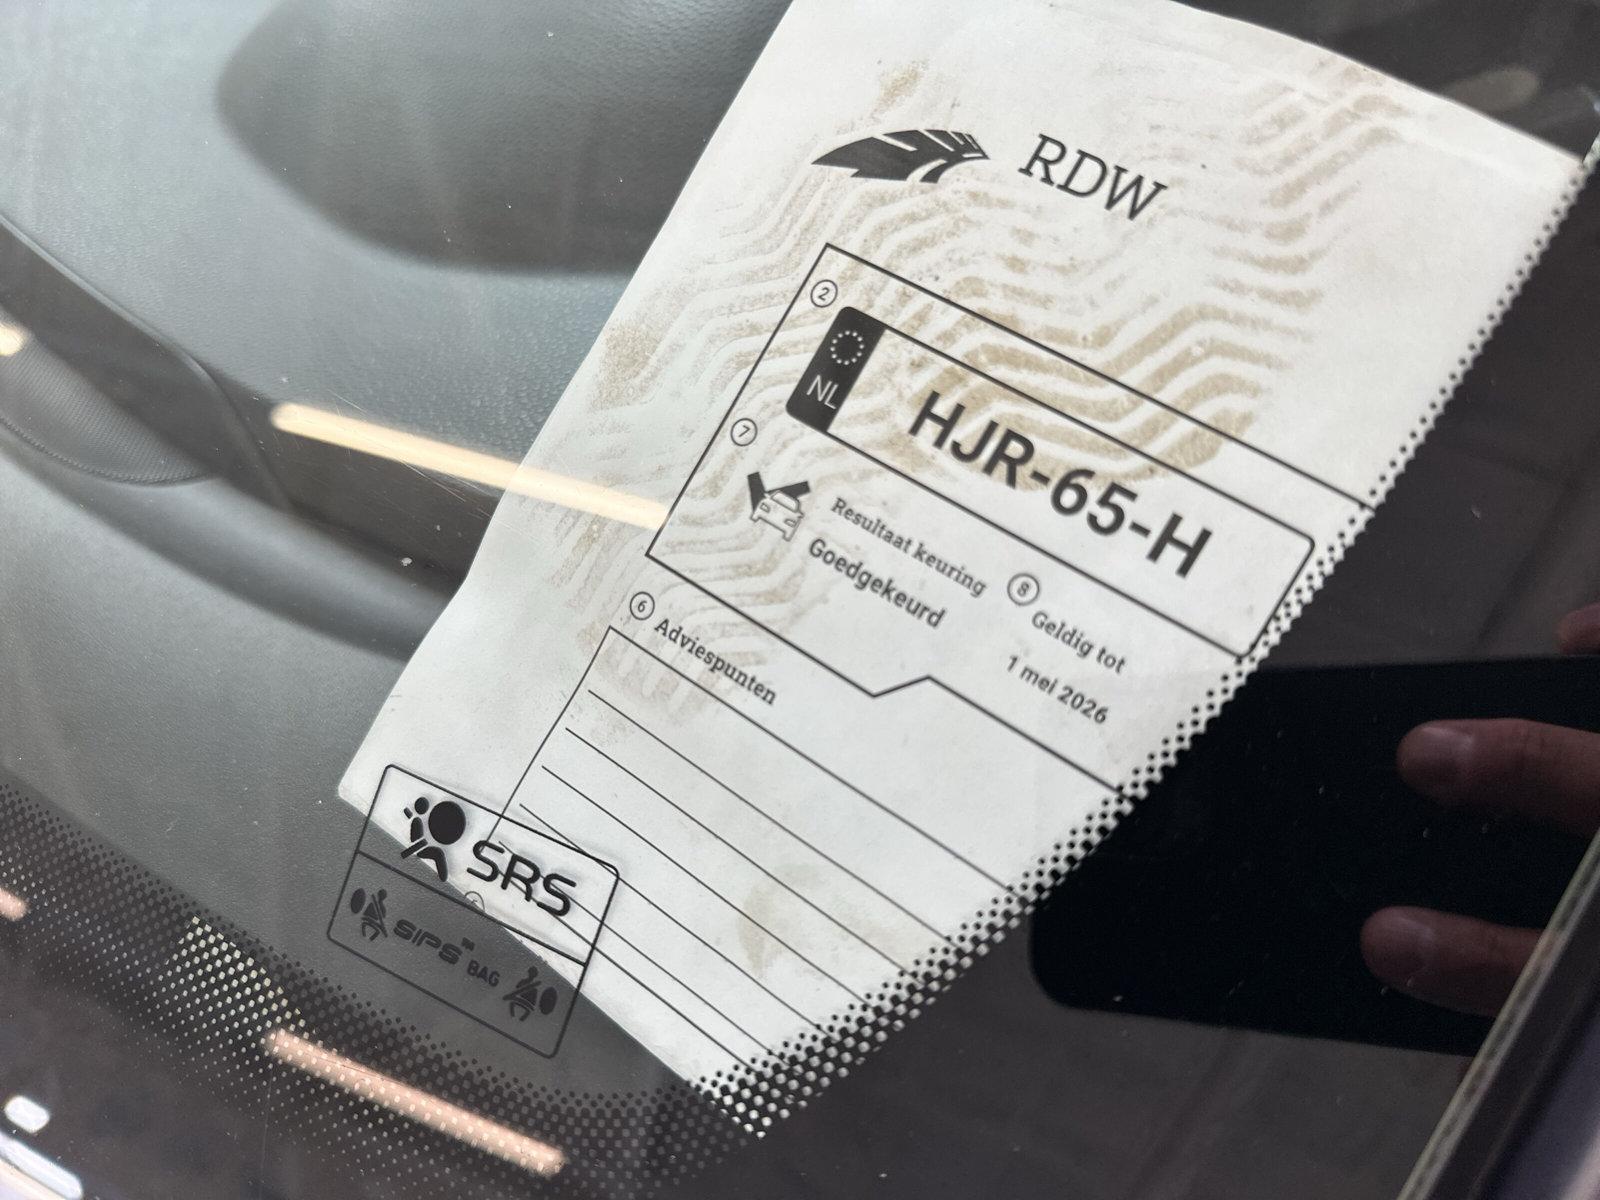 RDW
2
NL
HJR-65-H
7
Resultaat keuring
Goedgekeurd
8
Geldig tot
1 mei 2026
6
Adviespunten
SRS
SIPS™ BAG